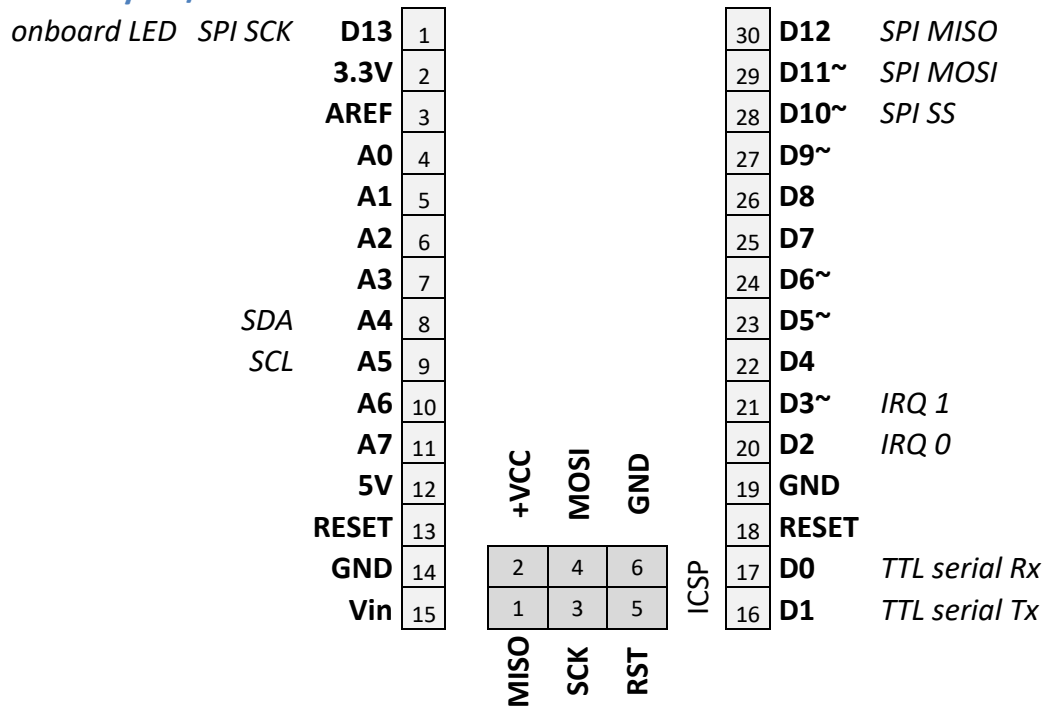 onboard LED SPI SCK D13 1 30 D12 SPI MISO
3.3V 2 29 D11~ SPI MOSI
AREF 3 28 D10~ SPI SS
A0 4 27 D9~
A1 5 26 D8
A2 6 25 D7
A3 7 24 D6~
SDA A4 8 23 D5~
SCL A5 9 22 D4
A6 10 21 D3~ IRQ 1
A7 11 20 D2 IRQ 0
5V 12 19 GND
RESET 13 18 RESET
GND 14 17 D0 TTL serial Rx
Vin 15 16 D1 TTL serial Tx
+VCC MOSI GND
2 4 6
1 3 5
ICSP
MISO SCK RST